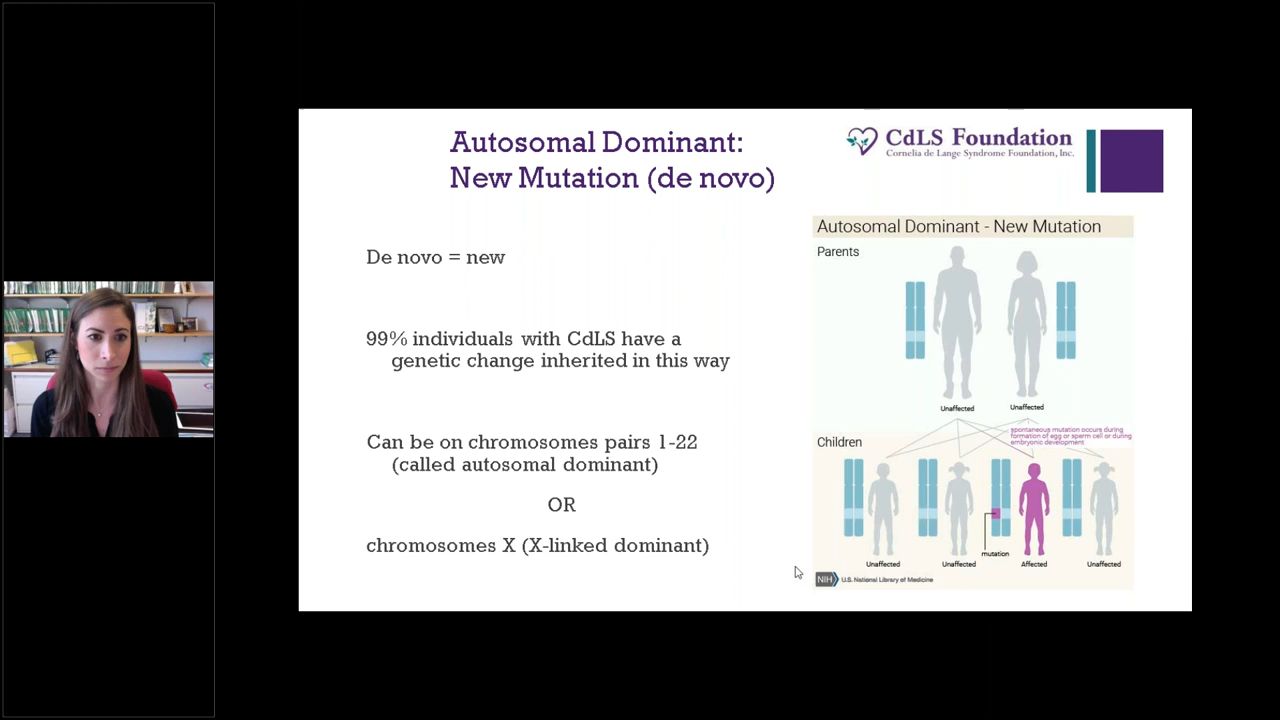 Autosomal Dominant:
New Mutation (de novo)
CdLS Foundation
Cornelia de Lange Syndrome Foundation, Inc.
De novo = new
99% individuals with CdLS have a
genetic change inherited in this way
Can be on chromosomes pairs 1-22
(called autosomal dominant)
OR
chromosomes X (X-linked dominant)
Autosomal Dominant - New Mutation
Parents
Unaffected
Unaffected
spontaneous mutation occurs during
formation of egg or sperm cell or during
embryonic development
Children
mutation
Unaffected
Unaffected
Affected
Unaffected
NIH U.S. National Library of Medicine